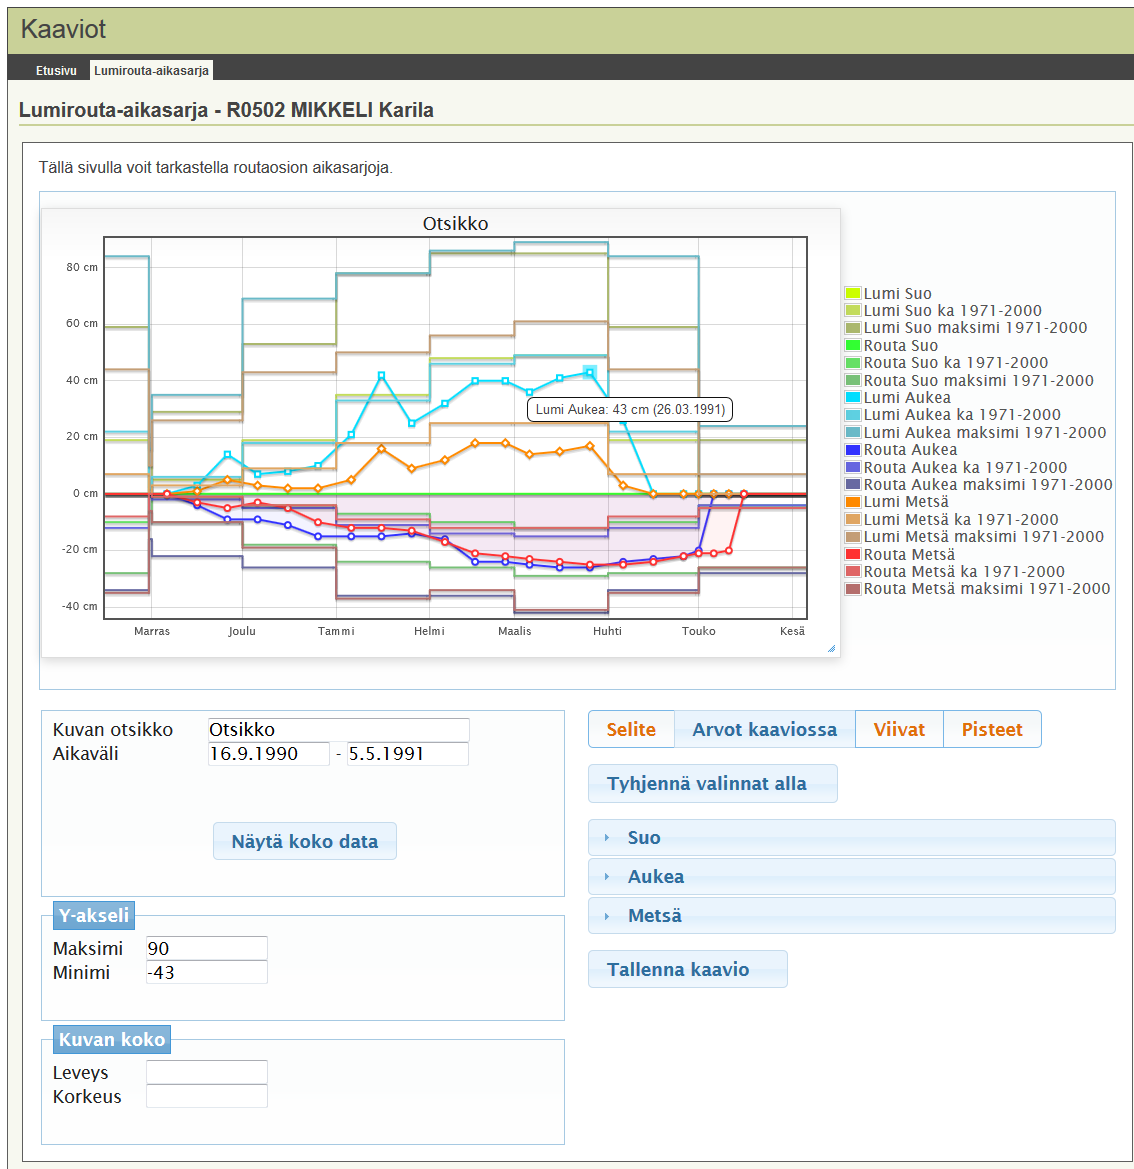 Kaaviot
Etusivu Lumirouta-aikasarja
Lumirouta-aikasarja - R0502 MIKKELI Karila
Tällä sivulla voit tarkastella routaosion aikasarjoja.
Otsikko
80 cm
60 cm
40 cm
20 cm
0 cm
-20 cm
-40 cm
Lumi Aukea: 43 cm (26.03.1991)
Marras Joulu Tammi Helmi Maalis Huhti Touko Kesä
Lumi Suo
Lumi Suo ka 1971-2000
Lumi Suo maksimi 1971-2000
Routa Suo
Routa Suo ka 1971-2000
Routa Suo maksimi 1971-2000
Lumi Aukea
Lumi Aukea ka 1971-2000
Lumi Aukea maksimi 1971-2000
Routa Aukea
Routa Aukea ka 1971-2000
Routa Aukea maksimi 1971-2000
Lumi Metsä
Lumi Metsä ka 1971-2000
Lumi Metsä maksimi 1971-2000
Routa Metsä
Routa Metsä ka 1971-2000
Routa Metsä maksimi 1971-2000
Kuvan otsikko Otsikko
Aikaväli 16.9.1990 - 5.5.1991
Näytä koko data
Y-akseli
Maksimi 90
Minimi -43
Kuvan koko
Leveys
Korkeus
Selite Arvot kaaviossa Viivat Pisteet
Tyhjennä valinnat alla
Suo
Aukea
Metsä
Tallenna kaavio